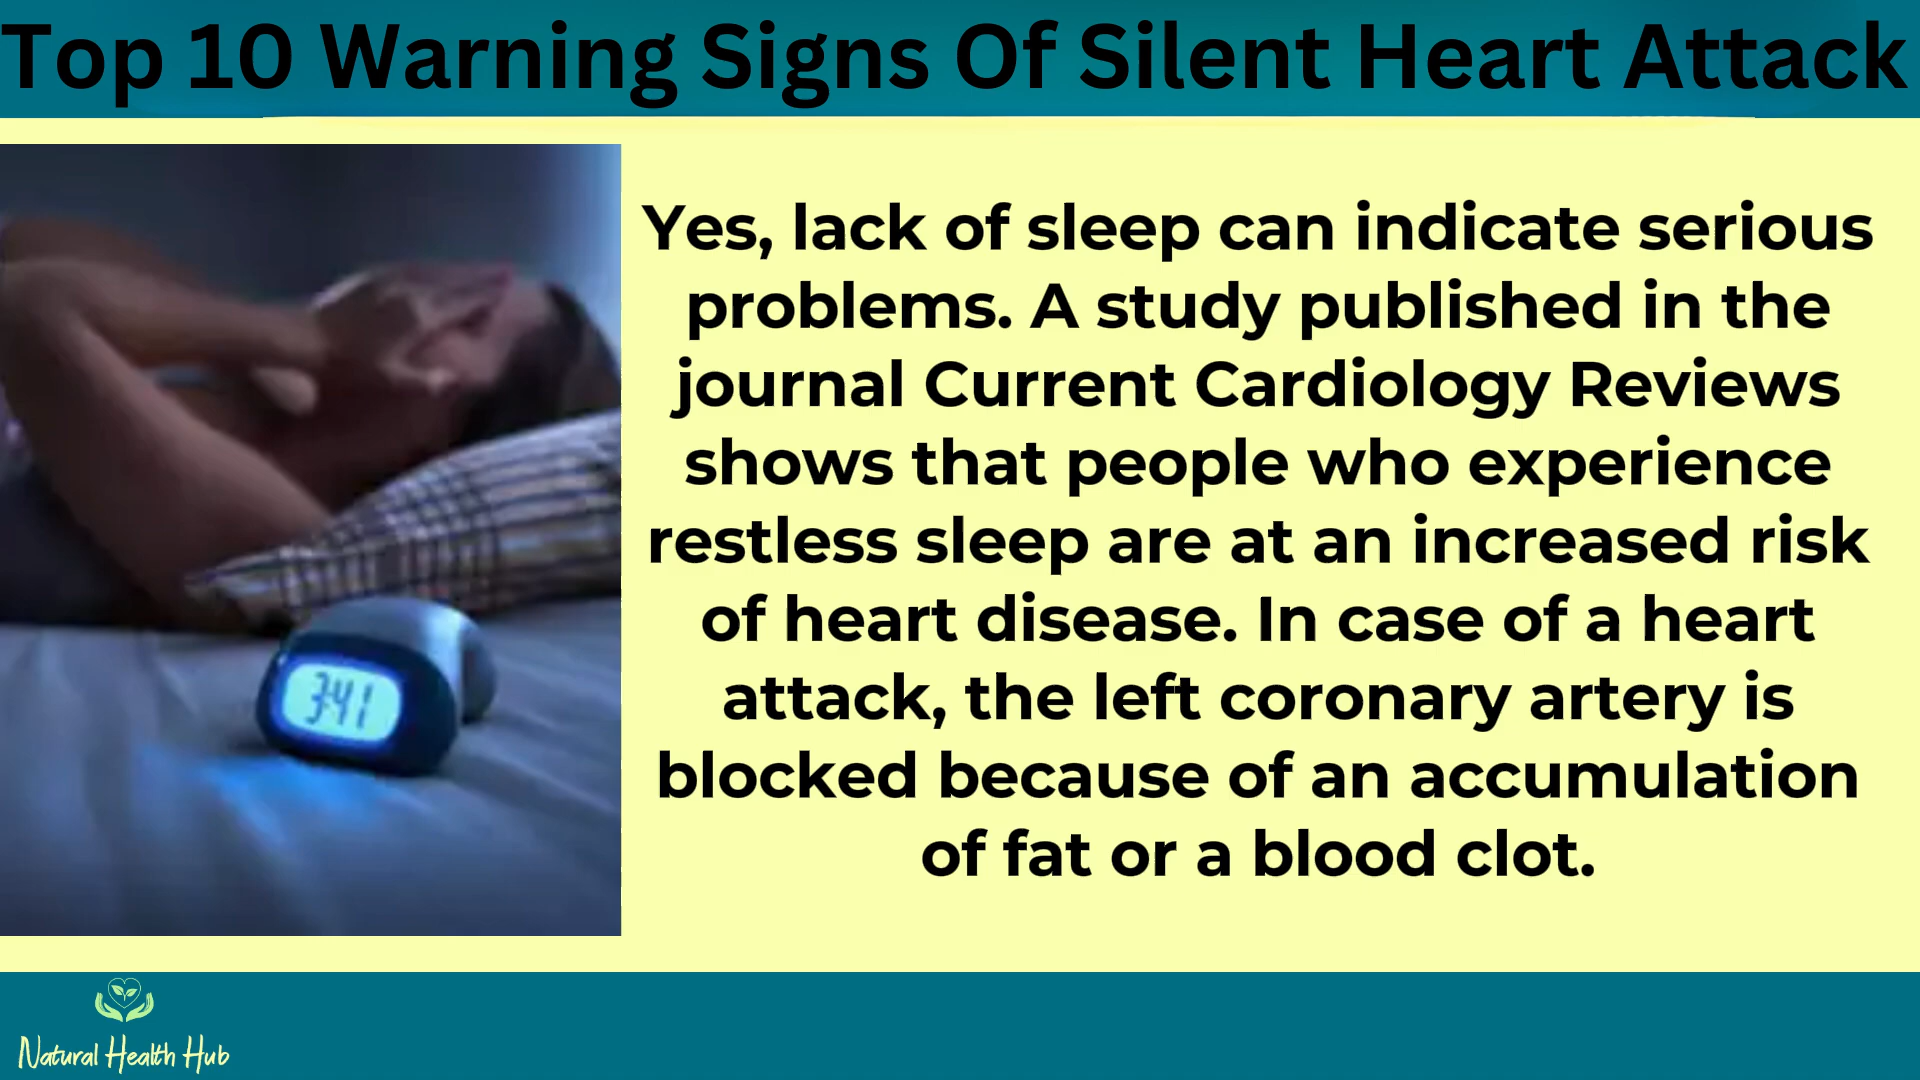 Top 10 Warning Signs Of Silent Heart Attack
Yes, lack of sleep can indicate serious
problems. A study published in the
journal Current Cardiology Reviews
shows that people who experience
restless sleep are at an increased risk
of heart disease. In case of a heart
attack, the left coronary artery is
blocked because of an accumulation
of fat or a blood clot.
3:41
Natural Health Hub